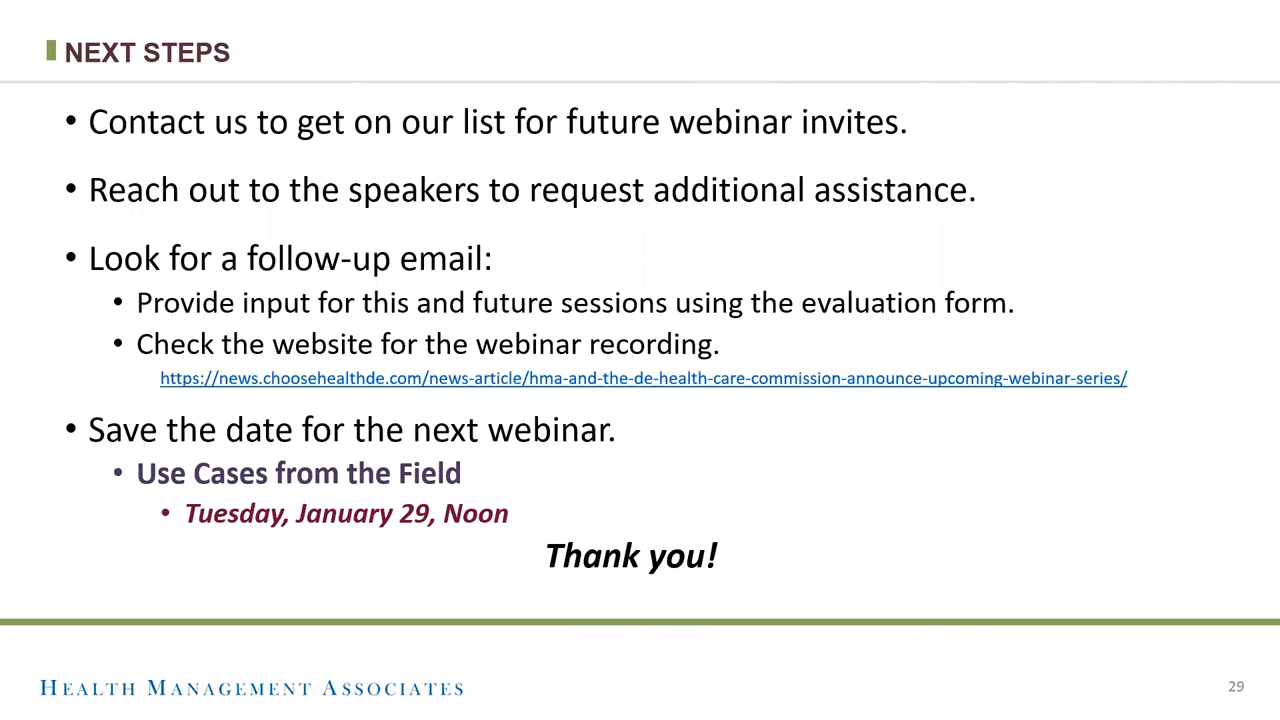 NEXT STEPS
• Contact us to get on our list for future webinar invites.
• Reach out to the speakers to request additional assistance.
• Look for a follow-up email:
• Provide input for this and future sessions using the evaluation form.
• Check the website for the webinar recording.
https://news.choosehealthde.com/news-article/hma-and-the-de-health-care-commission-announce-upcoming-webinar-series/
• Save the date for the next webinar.
• Use Cases from the Field
• Tuesday, January 29, Noon
Thank you!
HEALTH MANAGEMENT ASSOCIATES
29